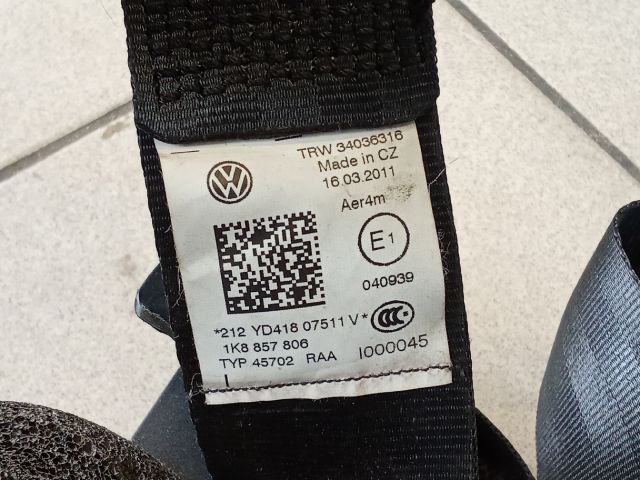 TRW 34036316
Made in CZ
16.03.2011
Aer4m
E1
040939
*212 YD418 07511 V*
1K8 857 806
TYP 45702 RAA
I000045
I